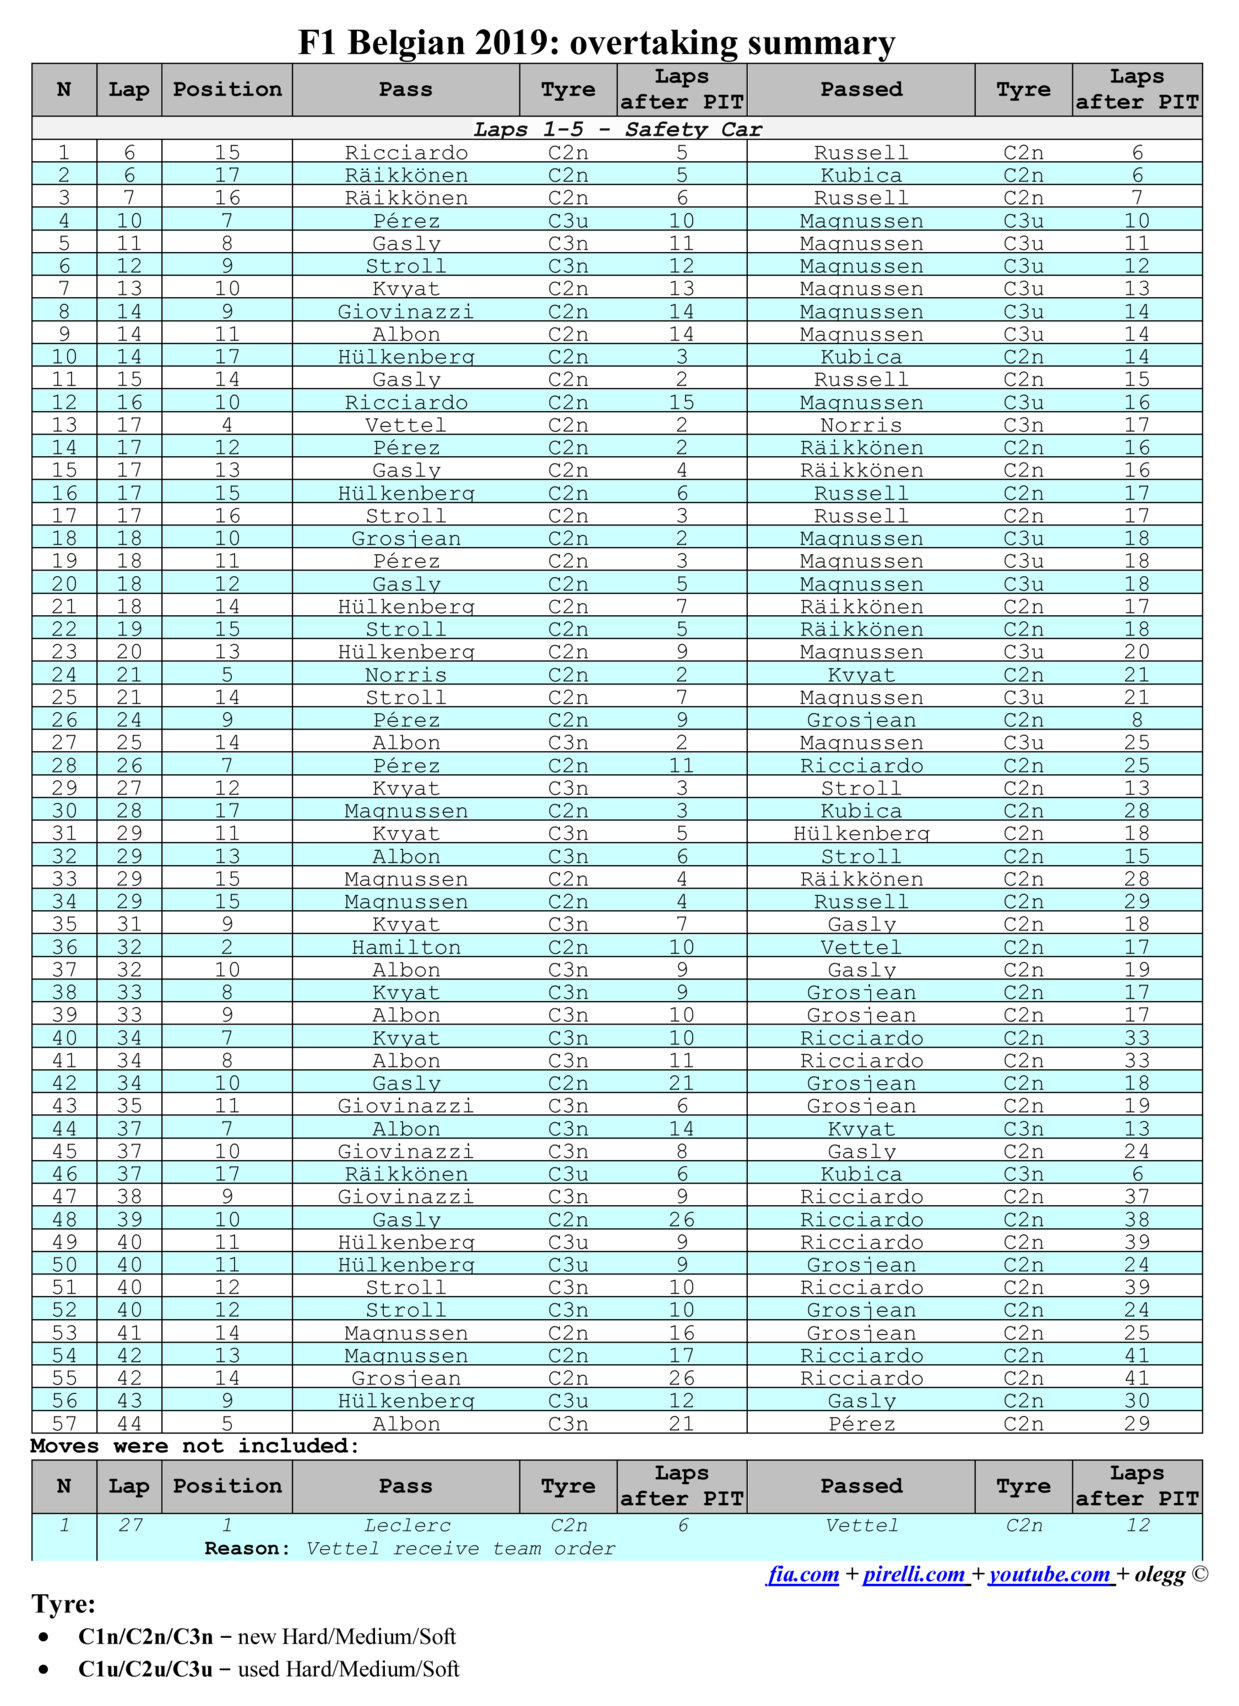 F1 Belgian 2019: overtaking summary
N Lap Position Pass Tyre Laps after PIT Passed Tyre Laps after PIT
Laps 1-5 - Safety Car
1 6 15 Ricciardo C2n 5 Russell C2n 6
2 6 17 Räikkönen C2n 5 Kubica C2n 6
3 7 16 Räikkönen C2n 6 Russell C2n 7
4 10 7 Pérez C3u 10 Magnussen C3u 10
5 11 8 Gasly C3n 11 Magnussen C3u 11
6 12 9 Stroll C3n 12 Magnussen C3u 12
7 13 10 Kvyat C2n 13 Magnussen C3u 13
8 14 9 Giovinazzi C2n 14 Magnussen C3u 14
9 14 11 Albon C2n 14 Magnussen C3u 14
10 14 17 Hülkenberg C2n 3 Kubica C2n 14
11 15 14 Gasly C2n 2 Russell C2n 15
12 16 10 Ricciardo C2n 15 Magnussen C3u 16
13 17 4 Vettel C2n 2 Norris C3n 17
14 17 12 Pérez C2n 2 Räikkönen C2n 16
15 17 13 Gasly C2n 4 Räikkönen C2n 16
16 17 15 Hülkenberg C2n 6 Russell C2n 17
17 17 16 Stroll C2n 3 Russell C2n 17
18 18 10 Grosjean C2n 2 Magnussen C3u 18
19 18 11 Pérez C2n 3 Magnussen C3u 18
20 18 12 Gasly C2n 5 Magnussen C3u 18
21 18 14 Hülkenberg C2n 7 Räikkönen C2n 17
22 19 15 Stroll C2n 5 Räikkönen C2n 18
23 20 13 Hülkenberg C2n 9 Magnussen C3u 20
24 21 5 Norris C2n 2 Kvyat C2n 21
25 21 14 Stroll C2n 7 Magnussen C3u 21
26 24 9 Pérez C2n 9 Grosjean C2n 8
27 25 14 Albon C3n 2 Magnussen C3u 25
28 26 7 Pérez C2n 11 Ricciardo C2n 25
29 27 12 Kvyat C3n 3 Stroll C2n 13
30 28 17 Magnussen C2n 3 Kubica C2n 28
31 29 11 Kvyat C3n 5 Hülkenberg C2n 18
32 29 13 Albon C3n 6 Stroll C2n 15
33 29 15 Magnussen C2n 4 Räikkönen C2n 28
34 29 15 Magnussen C2n 4 Russell C2n 29
35 31 9 Kvyat C3n 7 Gasly C2n 18
36 32 2 Hamilton C2n 10 Vettel C2n 17
37 32 10 Albon C3n 9 Gasly C2n 19
38 33 8 Kvyat C3n 9 Grosjean C2n 17
39 33 9 Albon C3n 10 Grosjean C2n 17
40 34 7 Kvyat C3n 10 Ricciardo C2n 33
41 34 8 Albon C3n 11 Ricciardo C2n 33
42 34 10 Gasly C2n 21 Grosjean C2n 18
43 35 11 Giovinazzi C3n 6 Grosjean C2n 19
44 37 7 Albon C3n 14 Kvyat C3n 13
45 37 10 Giovinazzi C3n 8 Gasly C2n 24
46 37 17 Räikkönen C3u 6 Kubica C3n 6
47 38 9 Giovinazzi C3n 9 Ricciardo C2n 37
48 39 10 Gasly C2n 26 Ricciardo C2n 38
49 40 11 Hülkenberg C3u 9 Ricciardo C2n 39
50 40 11 Hülkenberg C3u 9 Grosjean C2n 24
51 40 12 Stroll C3n 10 Ricciardo C2n 39
52 40 12 Stroll C3n 10 Grosjean C2n 24
53 41 14 Magnussen C2n 16 Grosjean C2n 25
54 42 13 Magnussen C2n 17 Ricciardo C2n 41
55 42 14 Grosjean C2n 26 Ricciardo C2n 41
56 43 9 Hülkenberg C3u 12 Gasly C2n 30
57 44 5 Albon C3n 21 Pérez C2n 29
Moves were not included:
N Lap Position Pass Tyre Laps after PIT Passed Tyre Laps after PIT
1 27 1 Leclerc C2n 6 Vettel C2n 12
Reason: Vettel receive team order
fia.com + pirelli.com + youtube.com + olegg ©
Tyre:
• C1n/C2n/C3n – new Hard/Medium/Soft
• C1u/C2u/C3u – used Hard/Medium/Soft